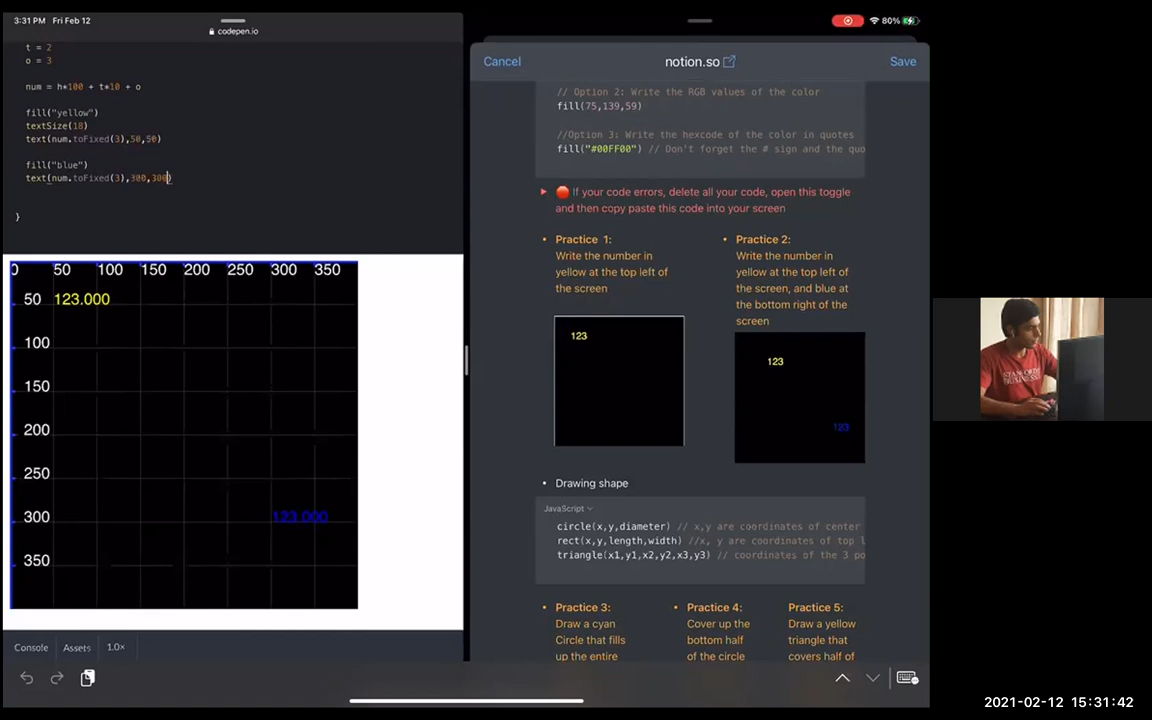 3:31 PM Fri Feb 12
codepen.io
80%
t = 2
o = 3
num = h*100 + t*10 + o
fill("yellow")
textSize(18)
text(num.toFixed(3),50,50)
fill("blue")
text(num.toFixed(3),300,300)
}
0 50 100 150 200 250 300 350
50 123.000
100
150
200
250
300 123.000
350
Console Assets 1.0×
Cancel notion.so Save
// Option 2: Write the RGB values of the color
fill(75,139,59)
//Option 3: Write the hexcode of the color in quotes
fill("#00FF00") // Don't forget the # sign and the quo
If your code errors, delete all your code, open this toggle
and then copy paste this code into your screen
• Practice 1:
Write the number in
yellow at the top left of
the screen
123
• Practice 2:
Write the number in
yellow at the top left of
the screen, and blue at
the bottom right of the
screen
123
123
• Drawing shape
JavaScript
circle(x,y,diameter) // x,y are coordinates of center
rect(x,y,length,width) //x, y are coordinates of top l
triangle(x1,y1,x2,y2,x3,y3) // coordinates of the 3 po
• Practice 3:
Draw a cyan
Circle that fills
up the entire
• Practice 4:
Cover up the
bottom half
of the circle
Practice 5:
Draw a yellow
triangle that
covers half of
STANFORD
BUSINESS
2021-02-12 15:31:42